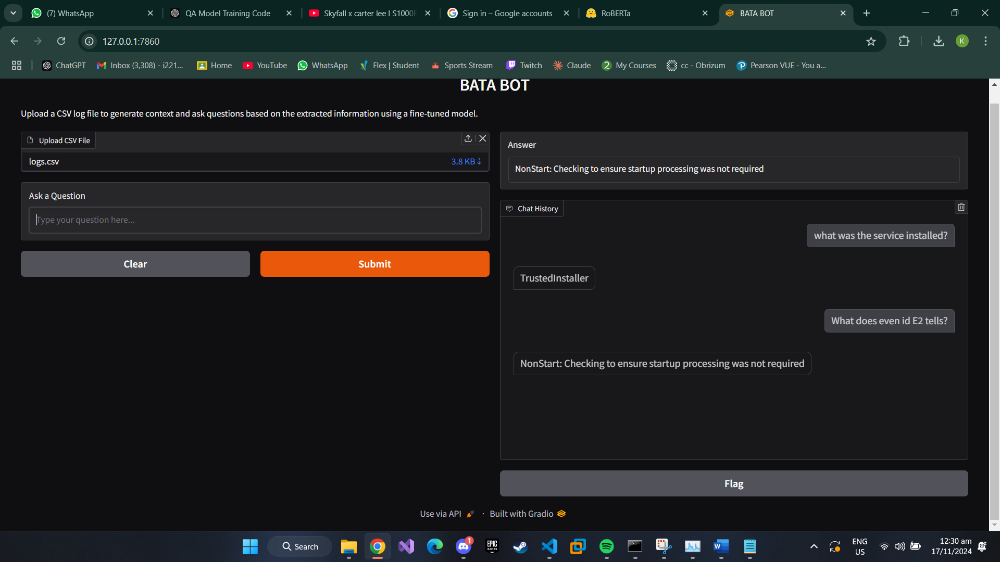 (7) WhatsApp
QA Model Training Code
Skyfall x carter lee l S1000R
Sign in – Google accounts
RoBERTa
BATA BOT
127.0.0.1:7860
K
ChatGPT
Inbox (3,308) - i221...
Home
YouTube
WhatsApp
Flex | Student
Sports Stream
Twitch
Claude
My Courses
cc - Obrizum
Pearson VUE - You a...
BATA BOT
Upload a CSV log file to generate context and ask questions based on the extracted information using a fine-tuned model.
Upload CSV File
logs.csv
3.8 KB ⇣
Ask a Question
Type your question here...
Clear
Submit
Answer
NonStart: Checking to ensure startup processing was not required
Chat History
what was the service installed?
TrustedInstaller
What does even id E2 tells?
NonStart: Checking to ensure startup processing was not required
Flag
Use via API
·
Built with Gradio
Search
1
EPIC
GAMES
W
ENG
US
12:30 am
17/11/2024